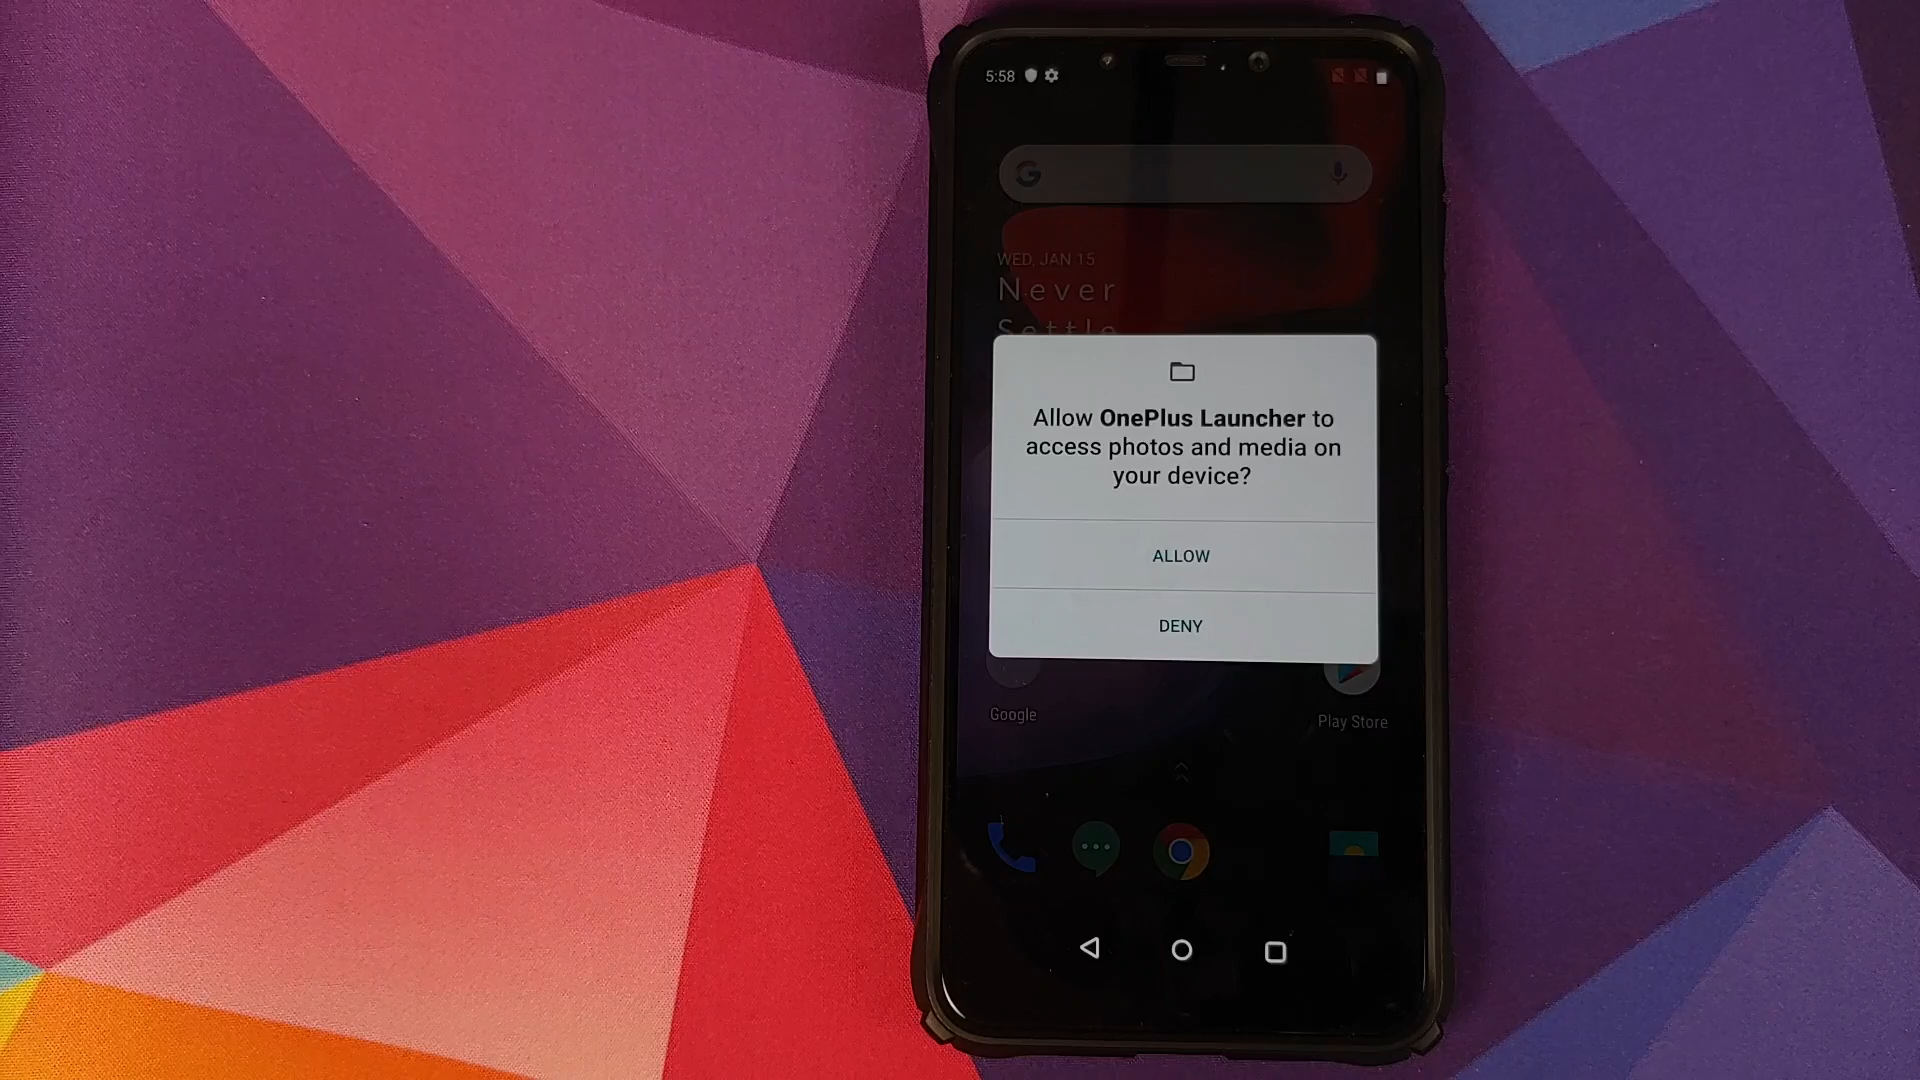 5:58
WED, JAN 15
Never
Settle
Allow OnePlus Launcher to
access photos and media on
your device?
ALLOW
DENY
Google
Play Store